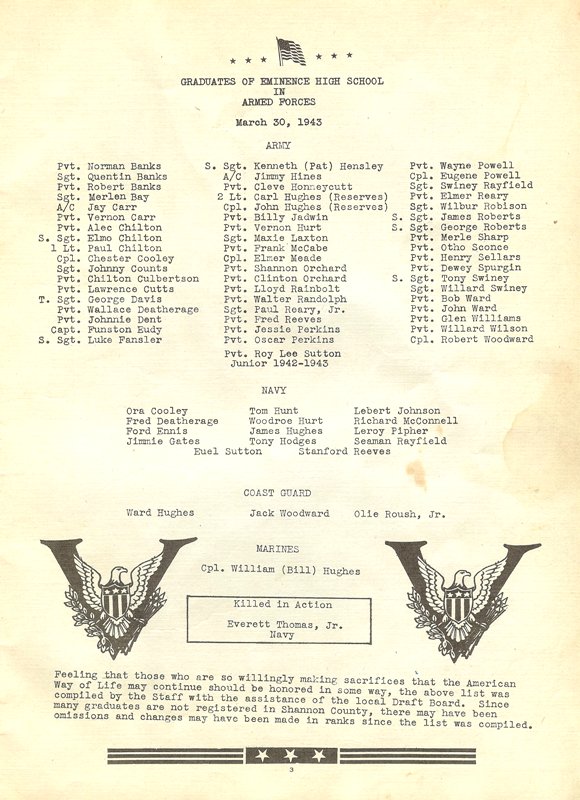 GRADUATES OF EMINENCE HIGH SCHOOL
IN
ARMED FORCES
March 30, 1943
ARMY
Pvt. Norman Banks
Sgt. Quentin Banks
Pvt. Robert Banks
Sgt. Merlen Bay
A/C Jay Carr
Pvt. Vernon Carr
Pvt. Alec Chilton
S. Sgt. Elmo Chilton
1 Lt. Paul Chilton
Cpl. Chester Cooley
Sgt. Johnny Counts
Pvt. Chilton Culbertson
Pvt. Lawrence Cutts
T. Sgt. George Davis
Pvt. Wallace Deatherage
Pvt. Johnnie Dent
Capt. Funston Eudy
S. Sgt. Luke Fansler
S. Sgt. Kenneth (Pat) Hensley
A/C Jimmy Hines
Pvt. Cleve Honneycutt
2 Lt. Carl Hughes (Reserves)
Cpl. John Hughes (Reserves)
Pvt. Billy Jadwin
Pvt. Vernon Hurt
Sgt. Maxie Laxton
Pvt. Frank McCabe
Cpl. Elmer Meade
Pvt. Shannon Orchard
Pvt. Clinton Orchard
Pvt. Lloyd Rainbolt
Pvt. Walter Randolph
Sgt. Paul Reary, Jr.
Pvt. Fred Reeves
Pvt. Jessie Perkins
Pvt. Oscar Perkins
Pvt. Roy Lee Sutton
Junior 1942-1943
Pvt. Wayne Powell
Cpl. Eugene Powell
Sgt. Swiney Rayfield
Pvt. Elmer Reary
Sgt. Wilbur Robison
S. Sgt. James Roberts
S. Sgt. George Roberts
Pvt. Merle Sharp
Pvt. Otho Sconce
Pvt. Henry Sellars
Pvt. Dewey Spurgin
S. Sgt. Tony Swiney
Sgt. Willard Swiney
Pvt. Bob Ward
Pvt. John Ward
Pvt. Glen Williams
Pvt. Willard Wilson
Cpl. Robert Woodward
NAVY
Ora Cooley Tom Hunt Lebert Johnson
Fred Deatherage Woodroe Hurt Richard McConnell
Ford Ennis James Hughes Leroy Pipher
Jimmie Gates Tony Hodges Seaman Rayfield
Euel Sutton Stanford Reeves
COAST GUARD
Ward Hughes Jack Woodward Olie Roush, Jr.
MARINES
Cpl. William (Bill) Hughes
Killed in Action
Everett Thomas, Jr.
Navy
Feeling that those who are so willingly making sacrifices that the American
Way of Life may continue should be honored in some way, the above list was
compiled by the Staff with the assistance of the local Draft Board. Since
many graduates are not registered in Shannon County, there may have been
omissions and changes may have been made in ranks since the list was compiled.
3